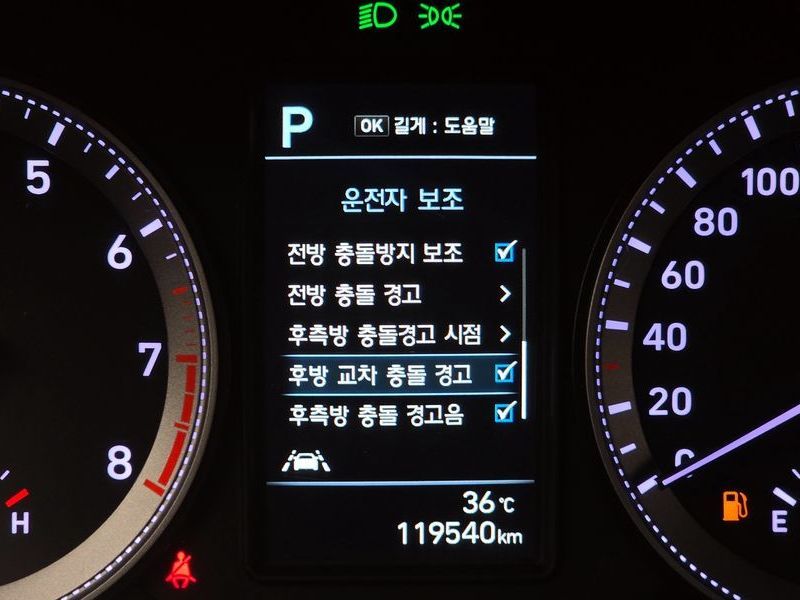 P
OK 길게 : 도움말
운전자 보조
전방 충돌방지 보조
전방 충돌 경고
후측방 충돌경고 시점
후방 교차 충돌 경고
후측방 충돌 경고음
36℃
119540km
5
6
7
8
H
100
80
60
40
20
0
E